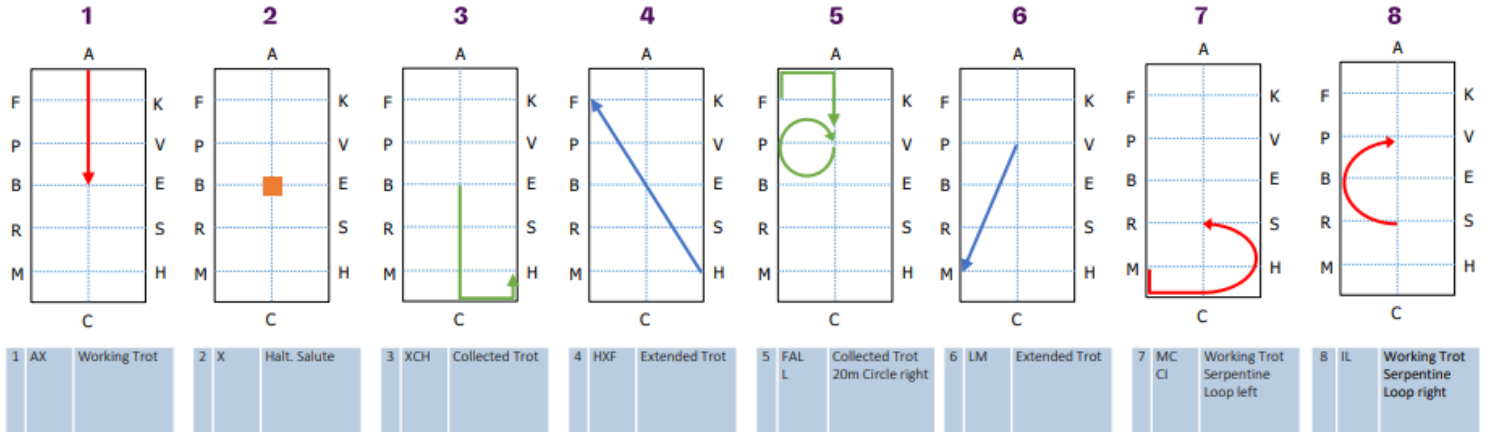 1 2 3 4 5 6 7 8
A A A A A A A A
F K F K F K F K F K F K F K F K
P V P V P V P V P V P V P V P V
B E B E B E B E B E B E B E B E
R S R S R S R S R S R S R S R S
M H M H M H M H M H M H M H M H
C C C C C C C C
1 AX Working Trot
2 X Halt. Salute
3 XCH Collected Trot
4 HXF Extended Trot
5 FAL Collected Trot
L 20m Circle right
6 LM Extended Trot
7 MC Working Trot
CI Serpentine
Loop left
8 IL Working Trot
Serpentine
Loop right